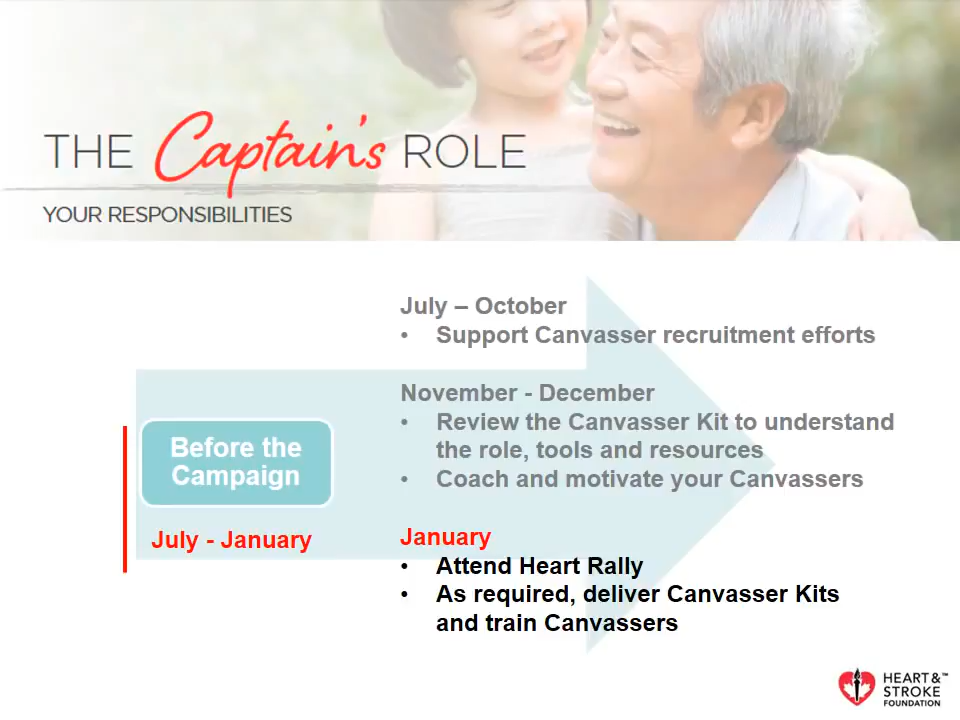 THE Captain's ROLE
YOUR RESPONSIBILITIES
July – October
• Support Canvasser recruitment efforts
November - December
• Review the Canvasser Kit to understand
the role, tools and resources
• Coach and motivate your Canvassers
Before the
Campaign
July - January
January
• Attend Heart Rally
• As required, deliver Canvasser Kits
and train Canvassers
HEART &™
STROKE
FOUNDATION